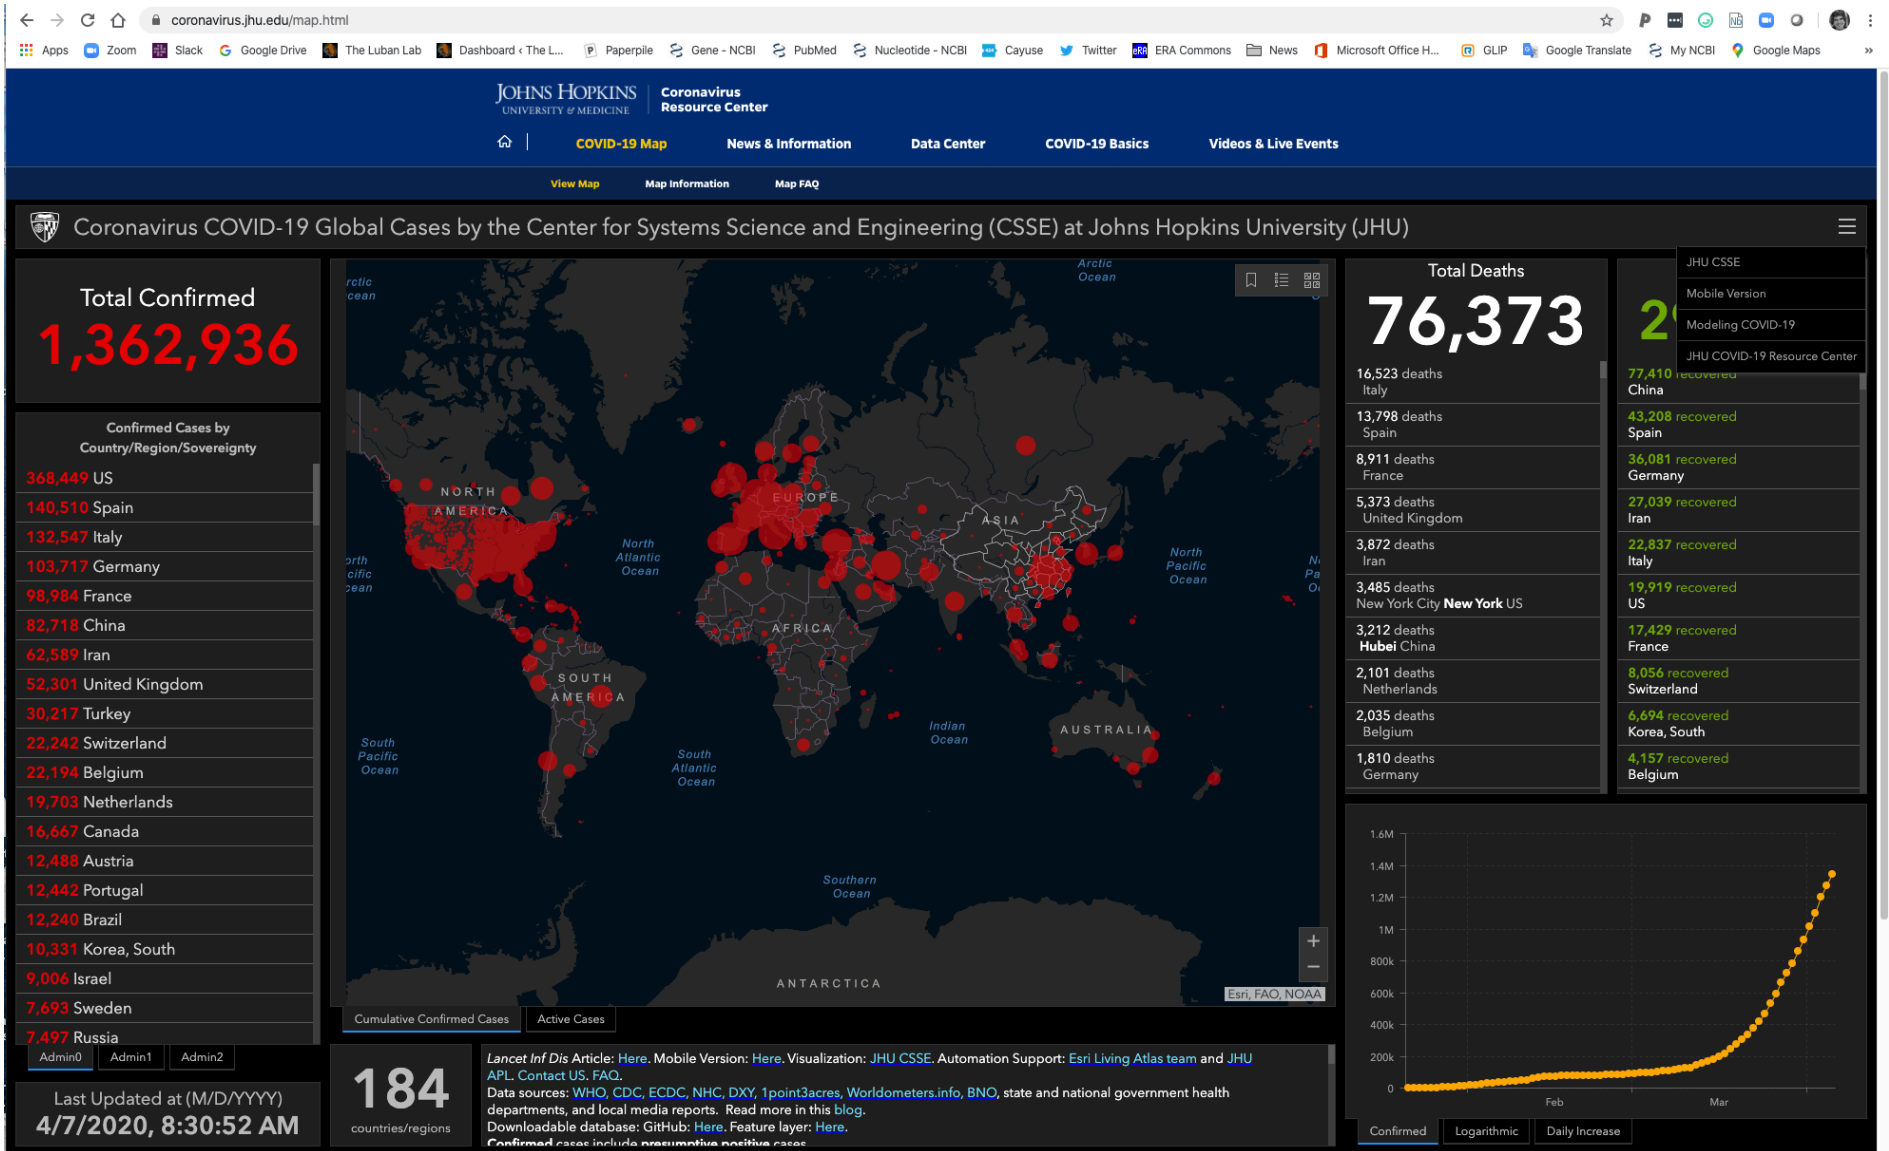 coronavirus.jhu.edu/map.html
Apps Zoom Slack Google Drive The Luban Lab Dashboard ‹ The L... Paperpile Gene - NCBI PubMed Nucleotide - NCBI Cayuse Twitter ERA Commons News Microsoft Office H... GLIP Google Translate My NCBI Google Maps »
JOHNS HOPKINS
UNIVERSITY & MEDICINE
Coronavirus
Resource Center
COVID-19 Map News & Information Data Center COVID-19 Basics Videos & Live Events
View Map Map Information Map FAQ
Coronavirus COVID-19 Global Cases by the Center for Systems Science and Engineering (CSSE) at Johns Hopkins University (JHU)
JHU CSSE
Mobile Version
Modeling COVID-19
JHU COVID-19 Resource Center
Total Confirmed
1,362,936
Confirmed Cases by
Country/Region/Sovereignty
368,449 US
140,510 Spain
132,547 Italy
103,717 Germany
98,984 France
82,718 China
62,589 Iran
52,301 United Kingdom
30,217 Turkey
22,242 Switzerland
22,194 Belgium
19,703 Netherlands
16,667 Canada
12,488 Austria
12,442 Portugal
12,240 Brazil
10,331 Korea, South
9,006 Israel
7,693 Sweden
7,497 Russia
Admin0 Admin1 Admin2
Last Updated at (M/D/YYYY)
4/7/2020, 8:30:52 AM
Arctic
Ocean
NORTH
AMERICA
EUROPE
ASIA
North
Atlantic
Ocean
North
Pacific
Ocean
AFRICA
SOUTH
AMERICA
Indian
Ocean
AUSTRALIA
South
Pacific
Ocean
South
Atlantic
Ocean
Southern
Ocean
ANTARCTICA
Esri, FAO, NOAA
Cumulative Confirmed Cases Active Cases
184
countries/regions
Lancet Inf Dis Article: Here. Mobile Version: Here. Visualization: JHU CSSE. Automation Support: Esri Living Atlas team and JHU
APL. Contact US. FAQ.
Data sources: WHO, CDC, ECDC, NHC, DXY, 1point3acres, Worldometers.info, BNO, state and national government health
departments, and local media reports. Read more in this blog.
Downloadable database: GitHub: Here. Feature layer: Here.
Confirmed cases include presumptive positive cases
Total Deaths
76,373
16,523 deaths
Italy
13,798 deaths
Spain
8,911 deaths
France
5,373 deaths
United Kingdom
3,872 deaths
Iran
3,485 deaths
New York City New York US
3,212 deaths
Hubei China
2,101 deaths
Netherlands
2,035 deaths
Belgium
1,810 deaths
Germany
77,410 recovered
China
43,208 recovered
Spain
36,081 recovered
Germany
27,039 recovered
Iran
22,837 recovered
Italy
19,919 recovered
US
17,429 recovered
France
8,056 recovered
Switzerland
6,694 recovered
Korea, South
4,157 recovered
Belgium
1.6M
1.4M
1.2M
1M
800k
600k
400k
200k
0
Feb Mar
Confirmed Logarithmic Daily Increase